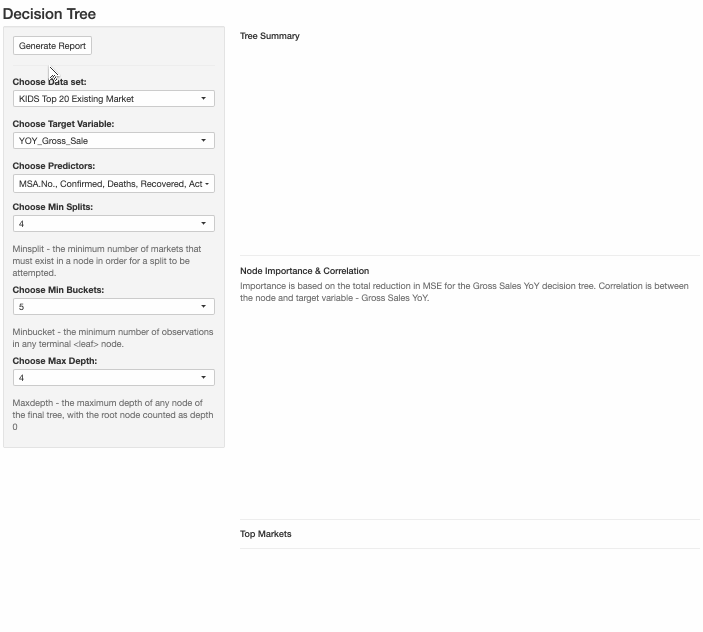 Decision Tree
Generate Report
Choose Data set:
KIDS Top 20 Existing Market
Choose Target Variable:
YOY_Gross_Sale
Choose Predictors:
MSA.No., Confirmed, Deaths, Recovered, Act
Choose Min Splits:
4
Minsplit - the minimum number of markets that
must exist in a node in order for a split to be
attempted.
Choose Min Buckets:
5
Minbucket - the minimum number of observations
in any terminal <leaf> node.
Choose Max Depth:
4
Maxdepth - the maximum depth of any node of
the final tree, with the root node counted as depth
0
Tree Summary
Node Importance & Correlation
Importance is based on the total reduction in MSE for the Gross Sales YoY decision tree. Correlation is between
the node and target variable - Gross Sales YoY.
Top Markets